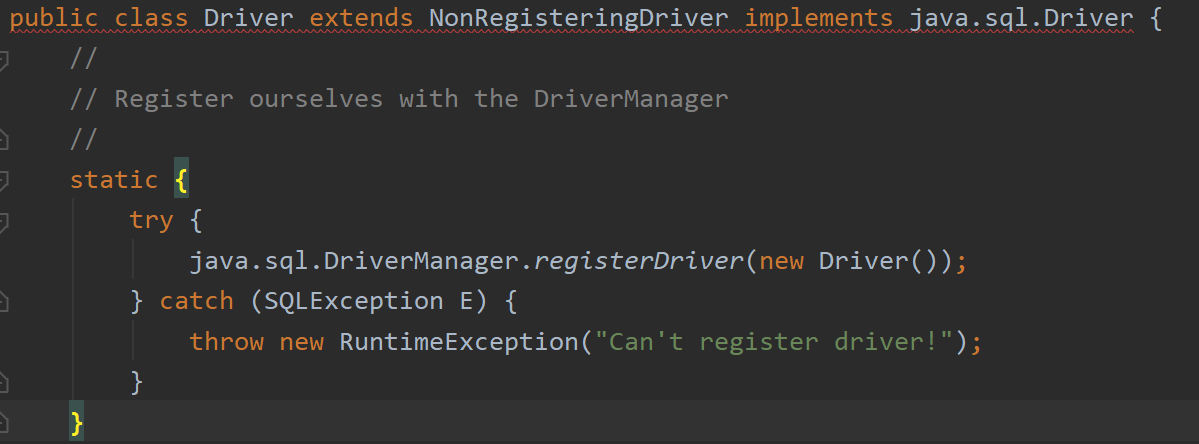 public class Driver extends NonRegisteringDriver implements java.sql.Driver {
//
// Register ourselves with the DriverManager
//
static {
try {
java.sql.DriverManager.registerDriver(new Driver());
} catch (SQLException E) {
throw new RuntimeException("Can't register driver!");
}
}